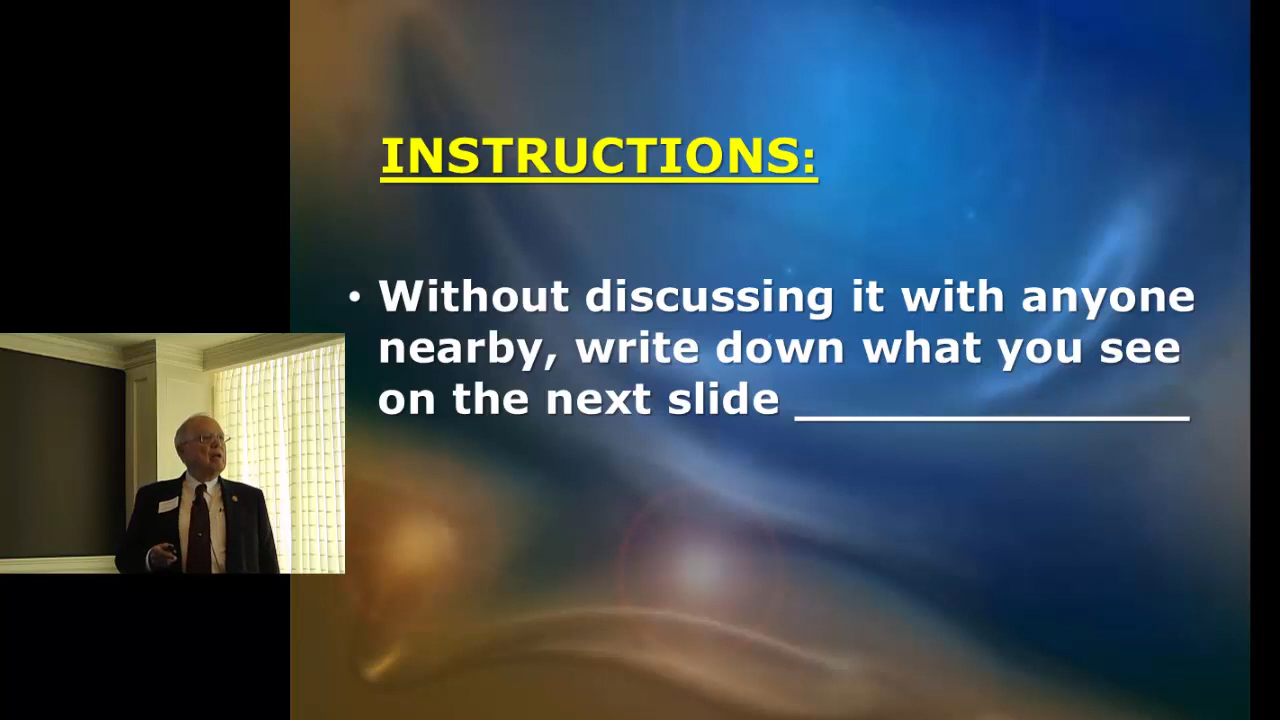 INSTRUCTIONS:
• Without discussing it with anyone
nearby, write down what you see
on the next slide _______________